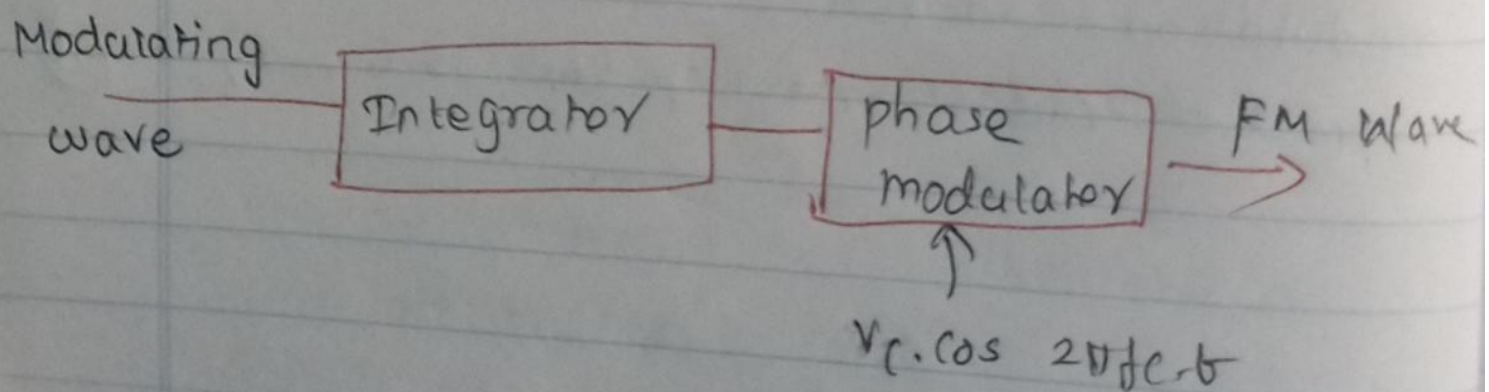 Modulating
wave
Integrator
phase
modulator
FM Wave
Vc. cos 2πfc.t